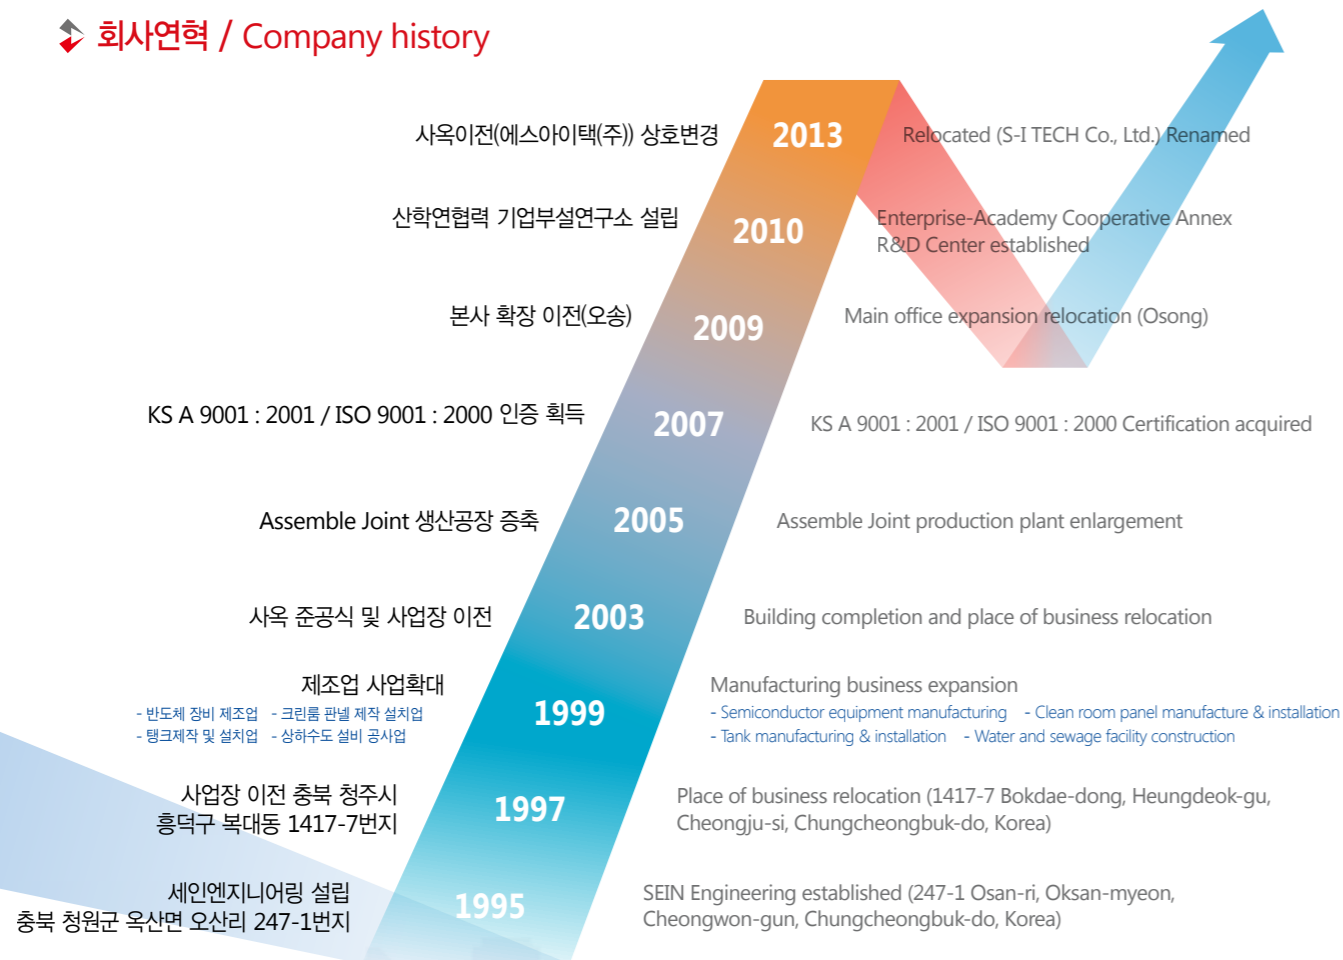 회사연혁 / Company history
사옥이전(에스아이택(주)) 상호변경
2013
Relocated (S-I TECH Co., Ltd.) Renamed
산학연협력 기업부설연구소 설립
2010
Enterprise-Academy Cooperative Annex
R&D Center established
본사 확장 이전(오송)
2009
Main office expansion relocation (Osong)
KS A 9001 : 2001 / ISO 9001 : 2000 인증 획득
2007
KS A 9001 : 2001 / ISO 9001 : 2000 Certification acquired
Assemble Joint 생산공장 증축
2005
Assemble Joint production plant enlargement
사옥 준공식 및 사업장 이전
2003
Building completion and place of business relocation
제조업 사업확대
- 반도체 장비 제조업 - 크린룸 판넬 제작 설치업
- 탱크제작 및 설치업 - 상하수도 설비 공사업
1999
Manufacturing business expansion
- Semiconductor equipment manufacturing - Clean room panel manufacture & installation
- Tank manufacturing & installation - Water and sewage facility construction
사업장 이전 충북 청주시
흥덕구 복대동 1417-7번지
1997
Place of business relocation (1417-7 Bokdae-dong, Heungdeok-gu,
Cheongju-si, Chungcheongbuk-do, Korea)
세인엔지니어링 설립
충북 청원군 옥산면 오산리 247-1번지
1995
SEIN Engineering established (247-1 Osan-ri, Oksan-myeon,
Cheongwon-gun, Chungcheongbuk-do, Korea)